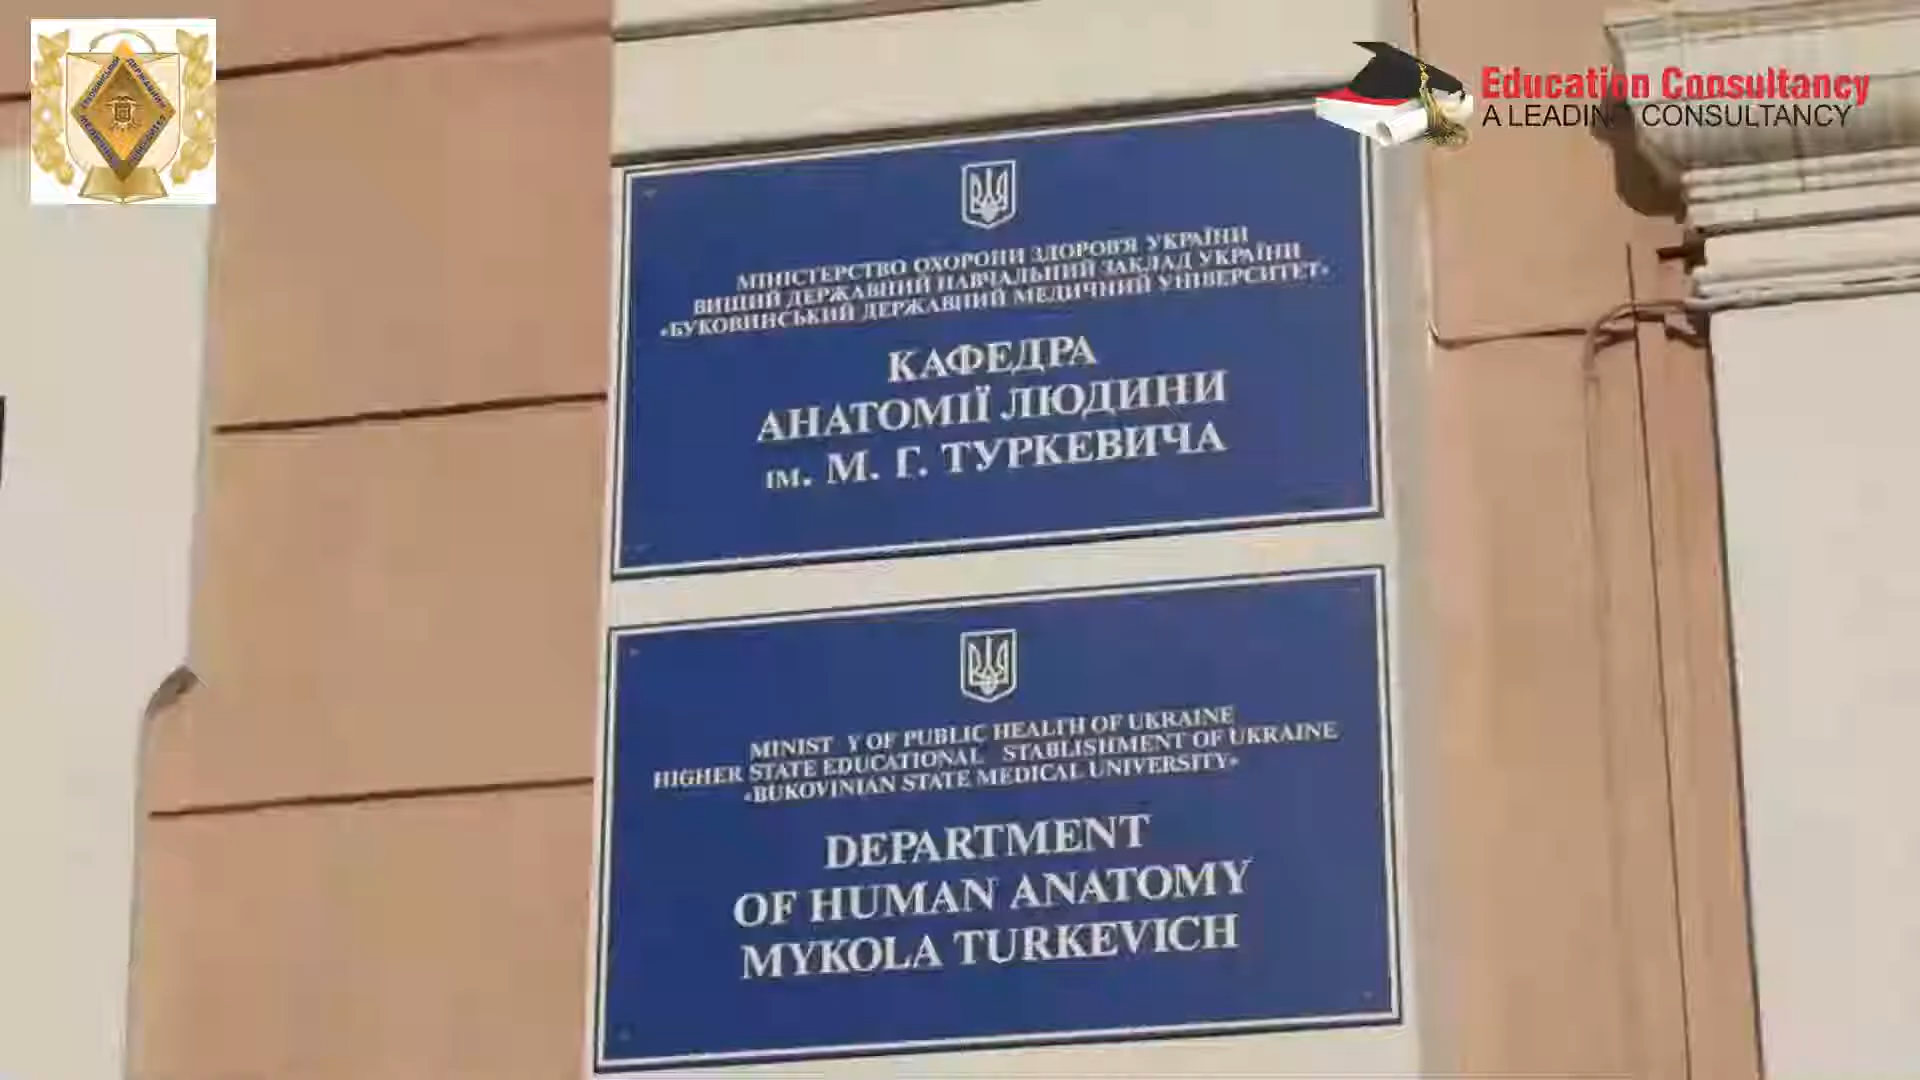 Education Consultancy
A LEADING CONSULTANCY
МІНІСТЕРСТВО ОХОРОНИ ЗДОРОВ'Я УКРАЇНИ
ВИЩИЙ ДЕРЖАВНИЙ НАВЧАЛЬНИЙ ЗАКЛАД УКРАЇНИ
«БУКОВИНСЬКИЙ ДЕРЖАВНИЙ МЕДИЧНИЙ УНІВЕРСИТЕТ»
КАФЕДРА
АНАТОМІЇ ЛЮДИНИ
ІМ. М. Г. ТУРКЕВИЧА
MINIST Y OF PUBLIC HEALTH OF UKRAINE
HIGHER STATE EDUCATIONAL STABLISHMENT OF UKRAINE
«BUKOVINIAN STATE MEDICAL UNIVERSITY»
DEPARTMENT
OF HUMAN ANATOMY
MYKOLA TURKEVICH